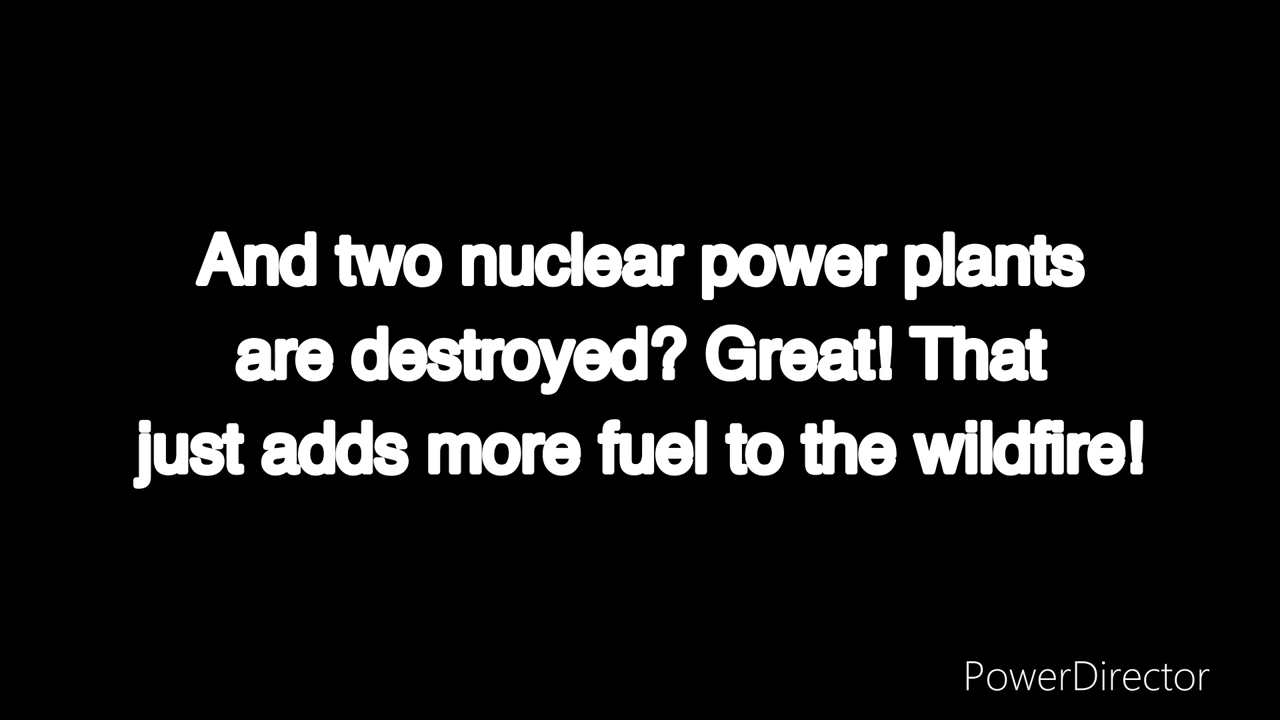 And two nuclear power plants
are destroyed? Great! That
just adds more fuel to the wildfire!
PowerDirector